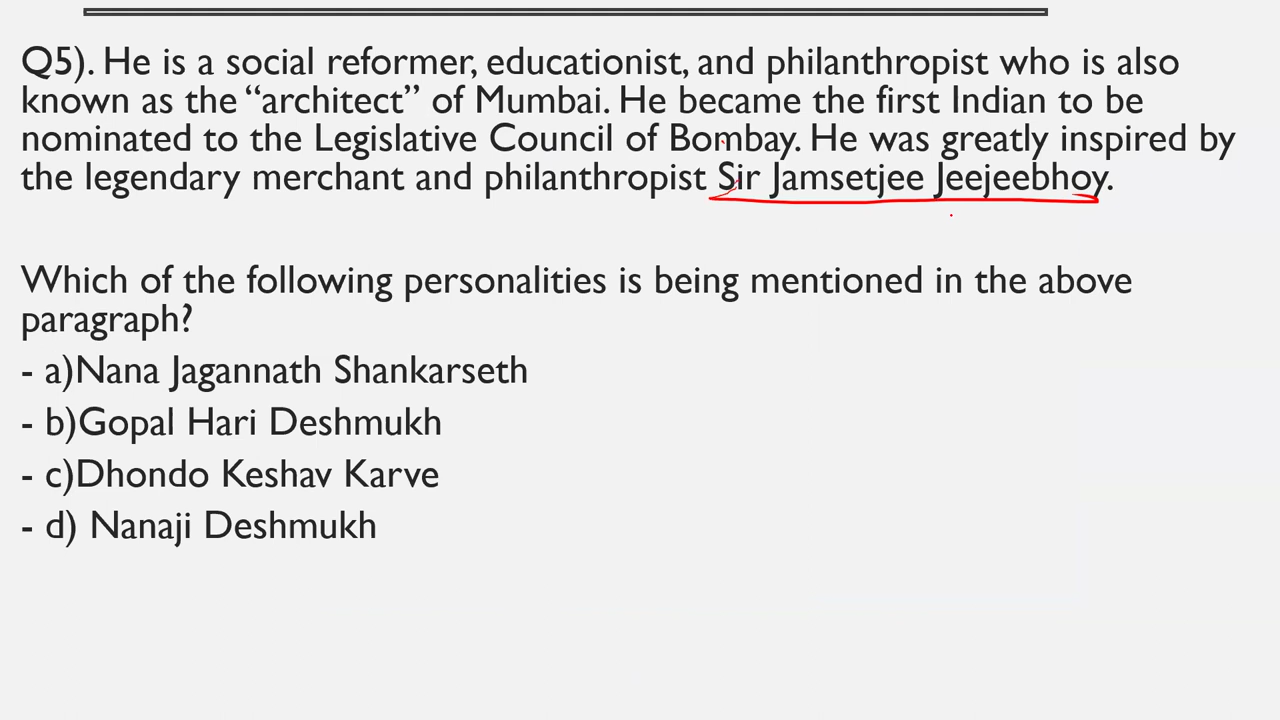 Q5). He is a social reformer, educationist, and philanthropist who is also
known as the “architect” of Mumbai. He became the first Indian to be
nominated to the Legislative Council of Bombay. He was greatly inspired by
the legendary merchant and philanthropist Sir Jamsetjee Jeejeebhoy.
Which of the following personalities is being mentioned in the above
paragraph?
- a)Nana Jagannath Shankarseth
- b)Gopal Hari Deshmukh
- c)Dhondo Keshav Karve
- d) Nanaji Deshmukh